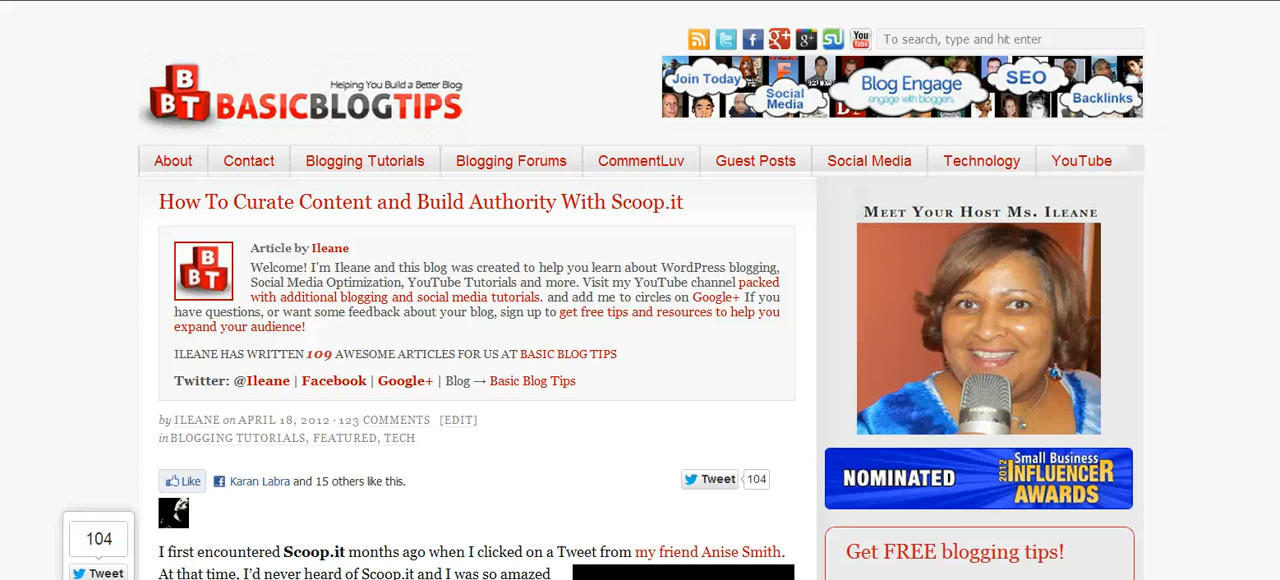 You Tube
To search, type and hit enter
B
B T
Helping You Build a Better Blog
BASICBLOGTIPS
Join Today
Social Media
Blog Engage
engage with bloggers
SEO
Backlinks
About
Contact
Blogging Tutorials
Blogging Forums
CommentLuv
Guest Posts
Social Media
Technology
YouTube
How To Curate Content and Build Authority With Scoop.it
B
B T
Article by Ileane
Welcome! I'm Ileane and this blog was created to help you learn about WordPress blogging,
Social Media Optimization, YouTube Tutorials and more. Visit my YouTube channel packed
with additional blogging and social media tutorials. and add me to circles on Google+ If you
have questions, or want some feedback about your blog, sign up to get free tips and resources to help you
expand your audience!
ILEANE HAS WRITTEN 109 AWESOME ARTICLES FOR US AT BASIC BLOG TIPS
Twitter: @Ileane | Facebook | Google+ | Blog → Basic Blog Tips
by ILEANE on APRIL 18, 2012 · 123 COMMENTS [EDIT]
in BLOGGING TUTORIALS, FEATURED, TECH
Like
Karan Labra and 15 others like this.
Tweet
104
104
Tweet
I first encountered Scoop.it months ago when I clicked on a Tweet from my friend Anise Smith.
At that time, I'd never heard of Scoop.it and I was so amazed
MEET YOUR HOST MS. ILEANE
NOMINATED
2012
Small Business
INFLUENCER
AWARDS
Get FREE blogging tips!